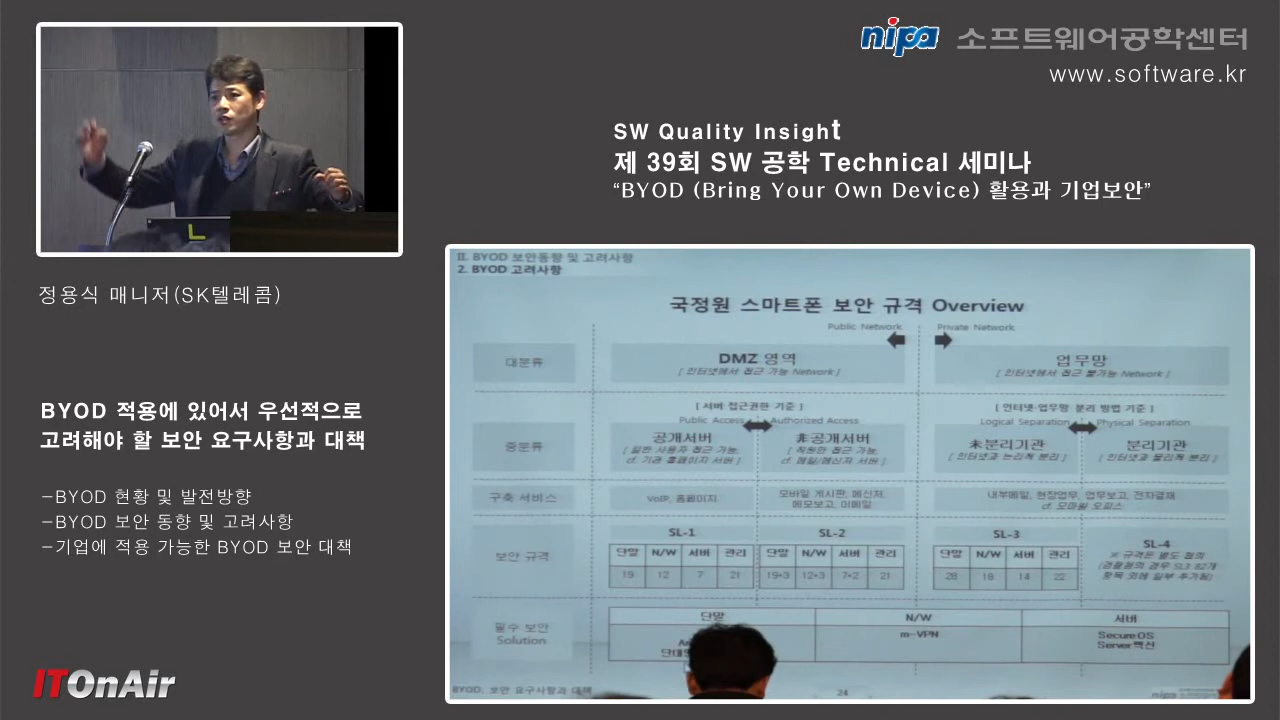 nipa 소프트웨어공학센터
www.software.kr
SW Quality Insight
제 39회 SW 공학 Technical 세미나
“BYOD (Bring Your Own Device) 활용과 기업보안”
정용식 매니저(SK텔레콤)
BYOD 적용에 있어서 우선적으로
고려해야 할 보안 요구사항과 대책
-BYOD 현황 및 발전방향
-BYOD 보안 동향 및 고려사항
-기업에 적용 가능한 BYOD 보안 대책
ITOnAir
II. BYOD 보안동향 및 고려사항
2. BYOD 고려사항
국정원 스마트폰 보안 규격 Overview
Public Network Private Network
대분류 DMZ 영역 업무망
[ 인터넷에서 접근 가능 Network ] [ 인터넷에서 접근 불가능 Network ]
[ 서버 접근권한 기준 ] [ 인터넷·업무망 분리 방법 기준 ]
Public Access Authorized Access Logical Separation Physical Separation
중분류 공개서버 非공개서버 未분리기관 분리기관
[ 일반 사용자 접근 가능, [ 직원만 접근 가능, [ 인터넷과 논리적 분리 ] [ 인터넷과 물리적 분리 ]
cf. 기관 홈페이지 서버 ] cf. 메일/메신저 서버 ]
구축 서비스 VoIP, 홈페이지 모바일 게시판, 메신저, 내부메일, 현장업무, 업무보고, 전자결재
메모보고, 이메일 cf. 모바일 오피스
SL-1 SL-2 SL-3 SL-4
보안 규격 단말 N/W 서버 관리 단말 N/W 서버 관리 단말 N/W 서버 관리 ※ 규격은 별도 협의
19 12 7 21 19+3 12+3 7+2 21 28 18 14 22 (경찰청의 경우 SL3 82개
항목 외에 일부 추가됨)
필수 보안 단말 N/W 서버
Solution m-VPN Secure OS
Server 백신
BYOD, 보안 요구사항과 대책 24 nipa